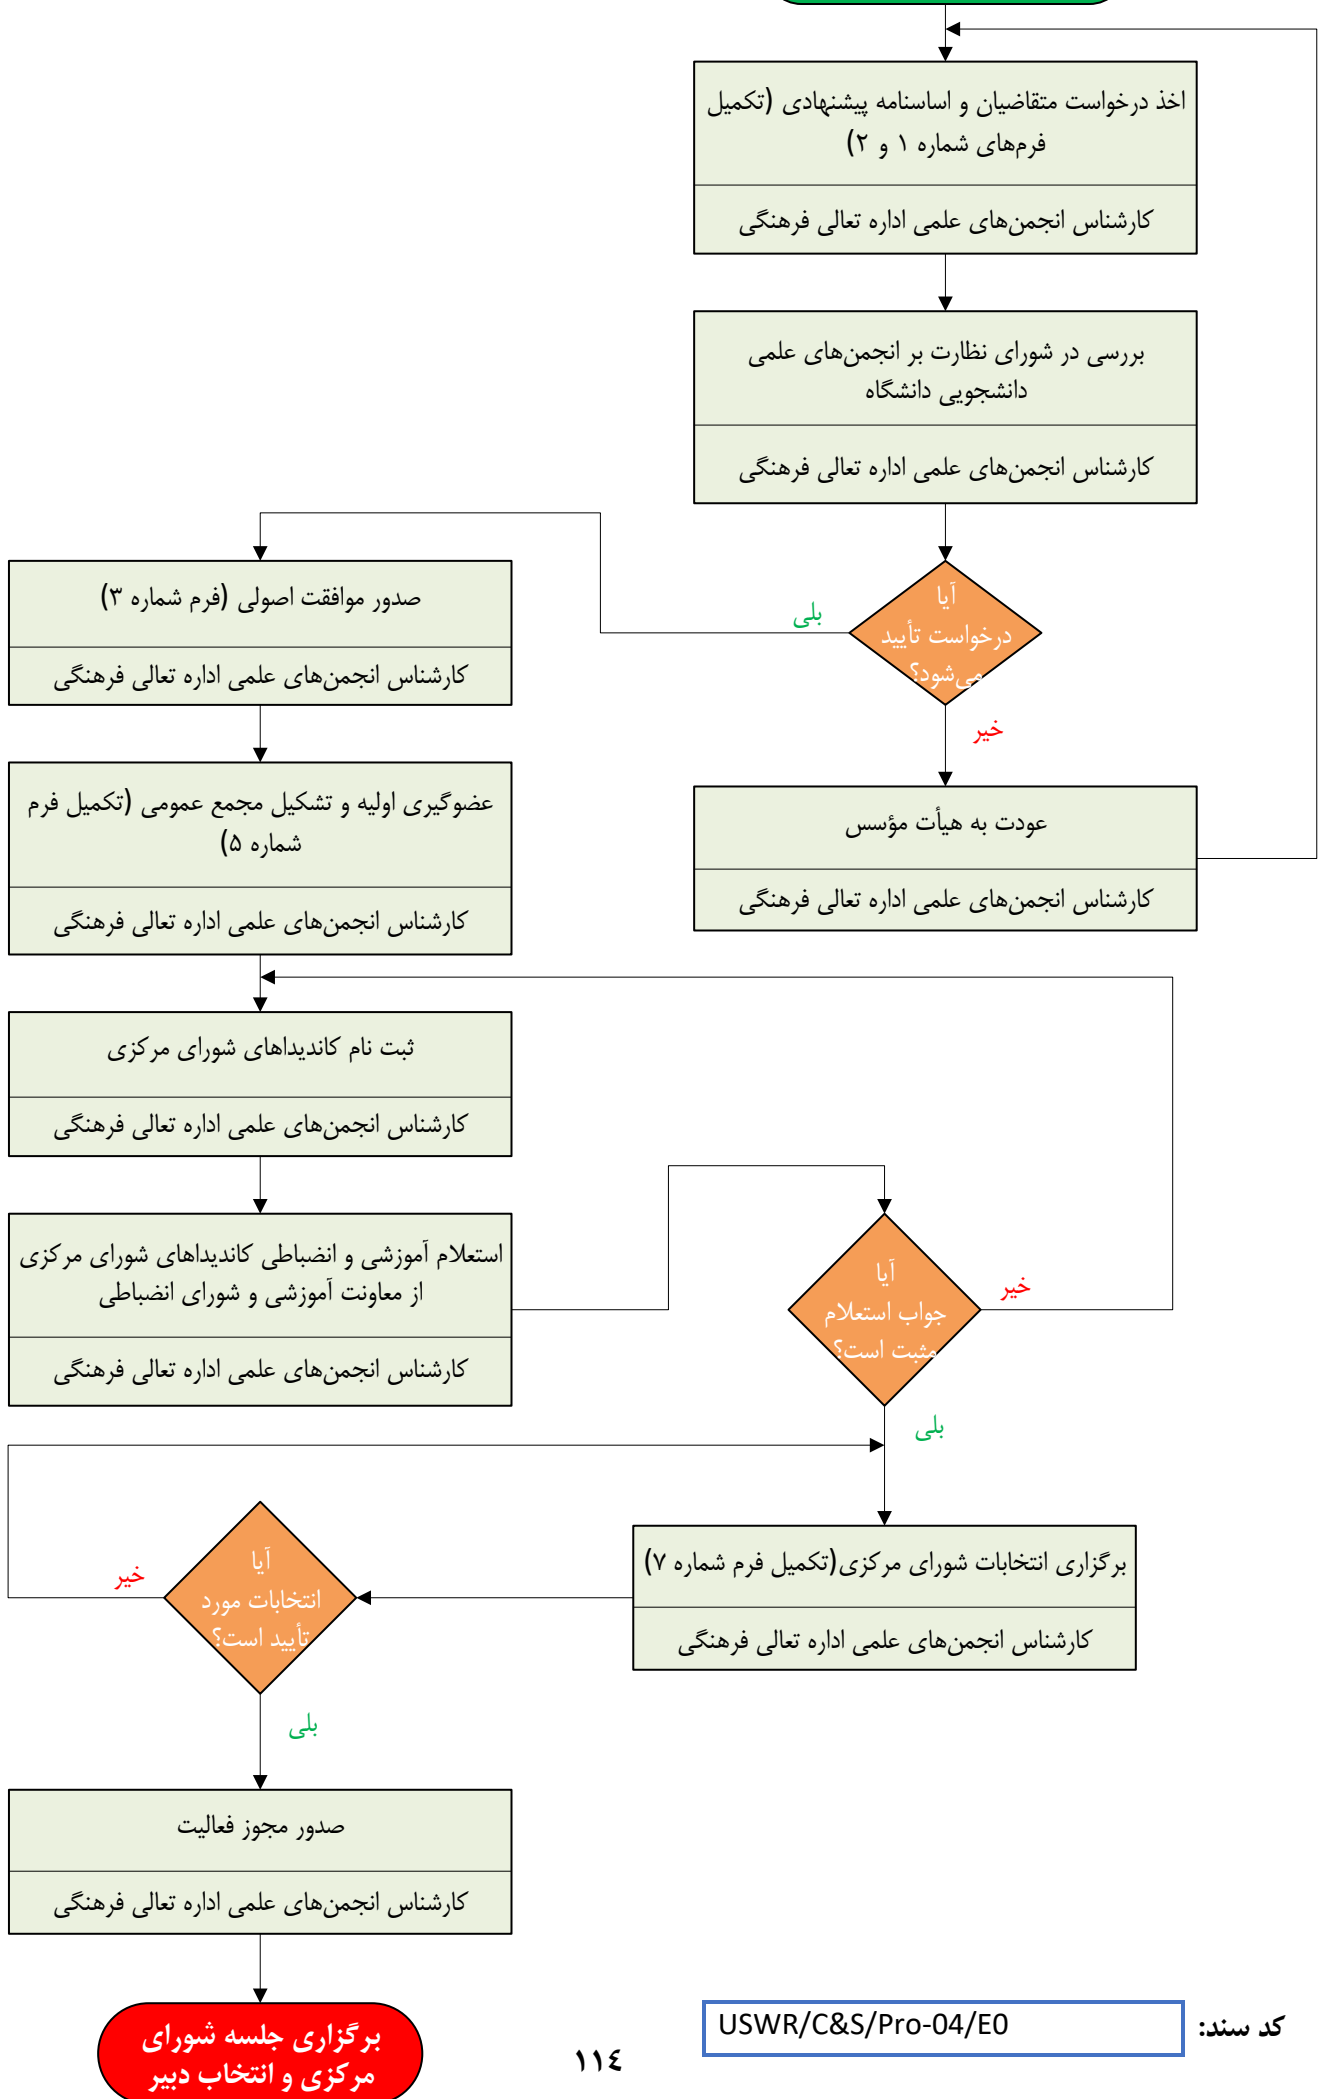 اخذ درخواست متقاضیان و اساسنامه پیشنهادی (تکمیل
فرم‌های شماره ۱ و ۲)
کارشناس انجمن‌های علمی اداره تعالی فرهنگی
بررسی در شورای نظارت بر انجمن‌های علمی
دانشجویی دانشگاه
کارشناس انجمن‌های علمی اداره تعالی فرهنگی
آیا
درخواست تأیید
می‌شود؟
بلی
خیر
عودت به هیأت مؤسس
کارشناس انجمن‌های علمی اداره تعالی فرهنگی
صدور موافقت اصولی (فرم شماره ۳)
کارشناس انجمن‌های علمی اداره تعالی فرهنگی
عضوگیری اولیه و تشکیل مجمع عمومی (تکمیل فرم
شماره ۵)
کارشناس انجمن‌های علمی اداره تعالی فرهنگی
ثبت نام کاندیداهای شورای مرکزی
کارشناس انجمن‌های علمی اداره تعالی فرهنگی
استعلام آموزشی و انضباطی کاندیداهای شورای مرکزی
از معاونت آموزشی و شورای انضباطی
کارشناس انجمن‌های علمی اداره تعالی فرهنگی
آیا
جواب استعلام
مثبت است؟
خیر
بلی
برگزاری انتخابات شورای مرکزی(تکمیل فرم شماره ۷)
کارشناس انجمن‌های علمی اداره تعالی فرهنگی
آیا
انتخابات مورد
تأیید است؟
خیر
بلی
صدور مجوز فعالیت
کارشناس انجمن‌های علمی اداره تعالی فرهنگی
برگزاری جلسه شورای
مرکزی و انتخاب دبیر
کد سند: USWR/C&S/Pro-04/E0
١١٤